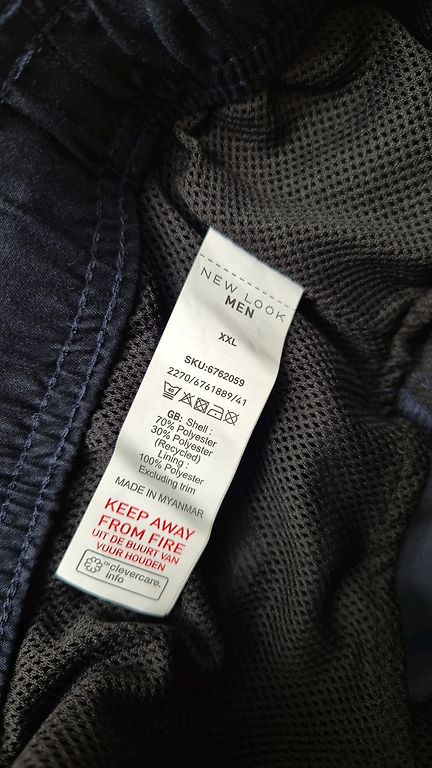 NEW LOOK
MEN
XXL
SKU:6762059
2270/6761889/41
GB: Shell :
70% Polyester
30% Polyester
(Recycled)
Lining :
100% Polyester
Excluding trim
MADE IN MYANMAR
KEEP AWAY
FROM FIRE
UIT DE BUURT VAN
VUUR HOUDEN
™clevercare.
info